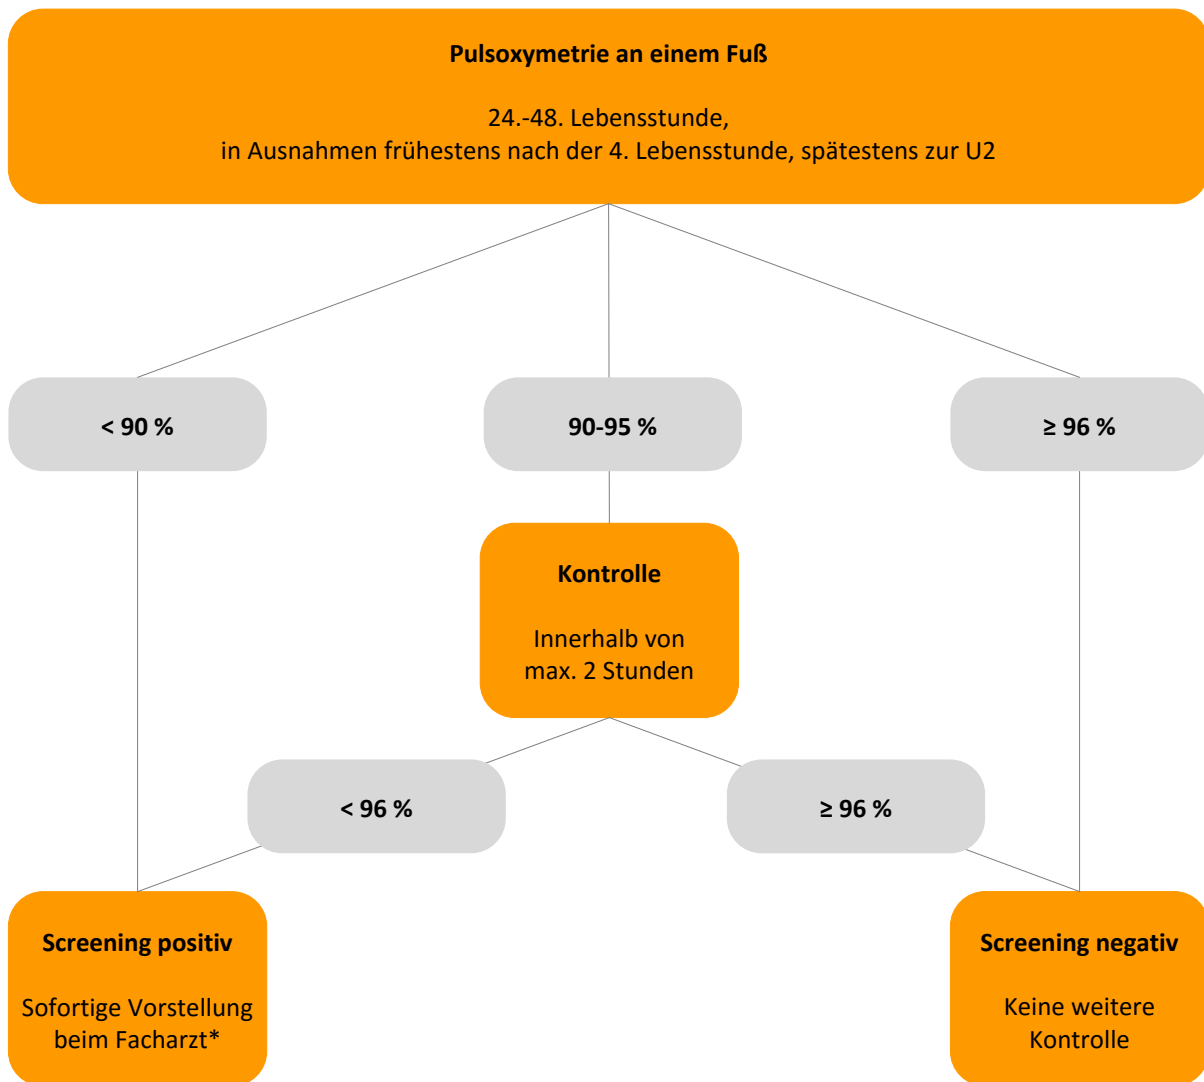 Pulsoxymetrie an einem Fuß
24.-48. Lebensstunde,
in Ausnahmen frühestens nach der 4. Lebensstunde, spätestens zur U2
< 90 %
90-95 %
≥ 96 %
Kontrolle
Innerhalb von
max. 2 Stunden
< 96 %
≥ 96 %
Screening positiv
Sofortige Vorstellung
beim Facharzt*
Screening negativ
Keine weitere
Kontrolle